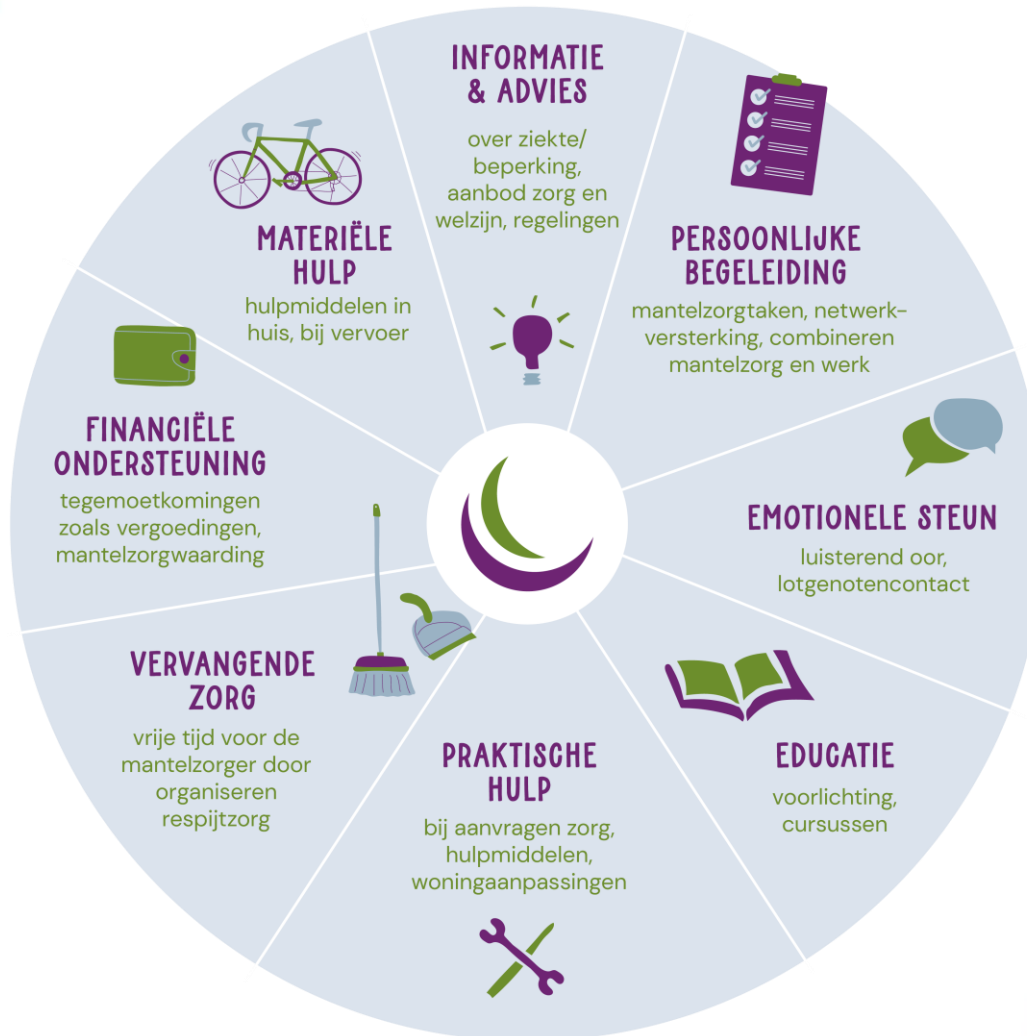 INFORMATIE
& ADVIES
over ziekte/
beperking,
aanbod zorg en
welzijn, regelingen
PERSOONLIJKE
BEGELEIDING
mantelzorgtaken, netwerk-
versterking, combineren
mantelzorg en werk
EMOTIONELE STEUN
luisterend oor,
lotgenotencontact
EDUCATIE
voorlichting,
cursussen
PRAKTISCHE
HULP
bij aanvragen zorg,
hulpmiddelen,
woningaanpassingen
VERVANGENDE
ZORG
vrije tijd voor de
mantelzorger door
organiseren
respijtzorg
FINANCIËLE
ONDERSTEUNING
tegemoetkomingen
zoals vergoedingen,
mantelzorgwaarding
MATERIËLE
HULP
hulpmiddelen in
huis, bij vervoer